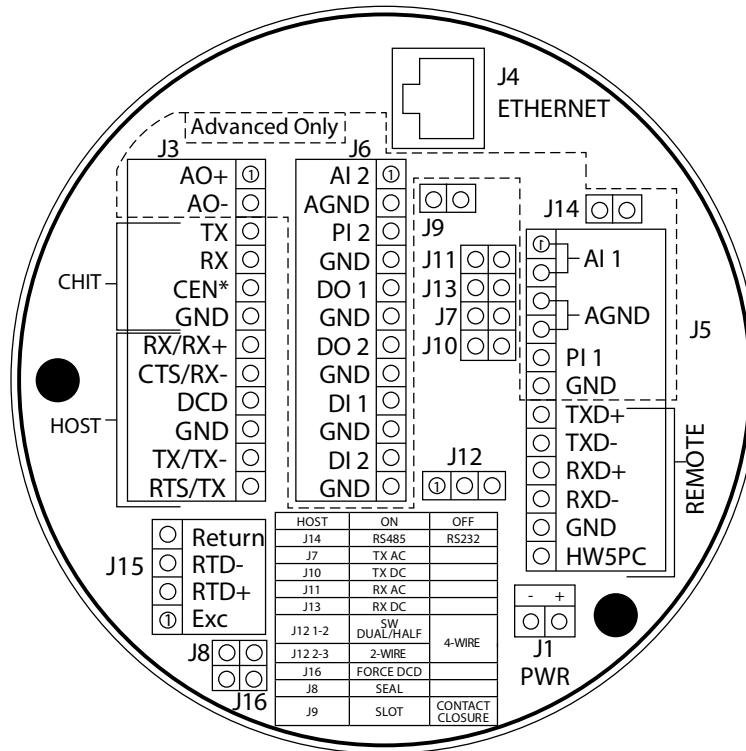 J4
ETHERNET
Advanced Only
J3
AO+ 1
AO-
TX
RX
CEN*
GND
RX/RX+
CTS/RX-
DCD
GND
TX/TX-
RTS/TX
CHIT
HOST
J6
AI 2 1
AGND
PI 2
GND
DO 1
GND
DO 2
GND
DI 1
GND
DI 2
GND
J9
J11
J13
J7
J10
J12
1
J14
1
AI 1
AGND
PI 1
GND
TXD+
TXD-
RXD+
RXD-
GND
HW5PC
J5
REMOTE
J15
Return
RTD-
RTD+
1 Exc
J8
J16
HOST ON OFF
J14 RS485 RS232
J7 TX AC
J10 TX DC
J11 RX AC
J13 RX DC
J12 1-2 SW DUAL/HALF 4-WIRE
J12 2-3 2-WIRE
J16 FORCE DCD
J8 SEAL
J9 SLOT CONTACT CLOSURE
- +
J1
PWR